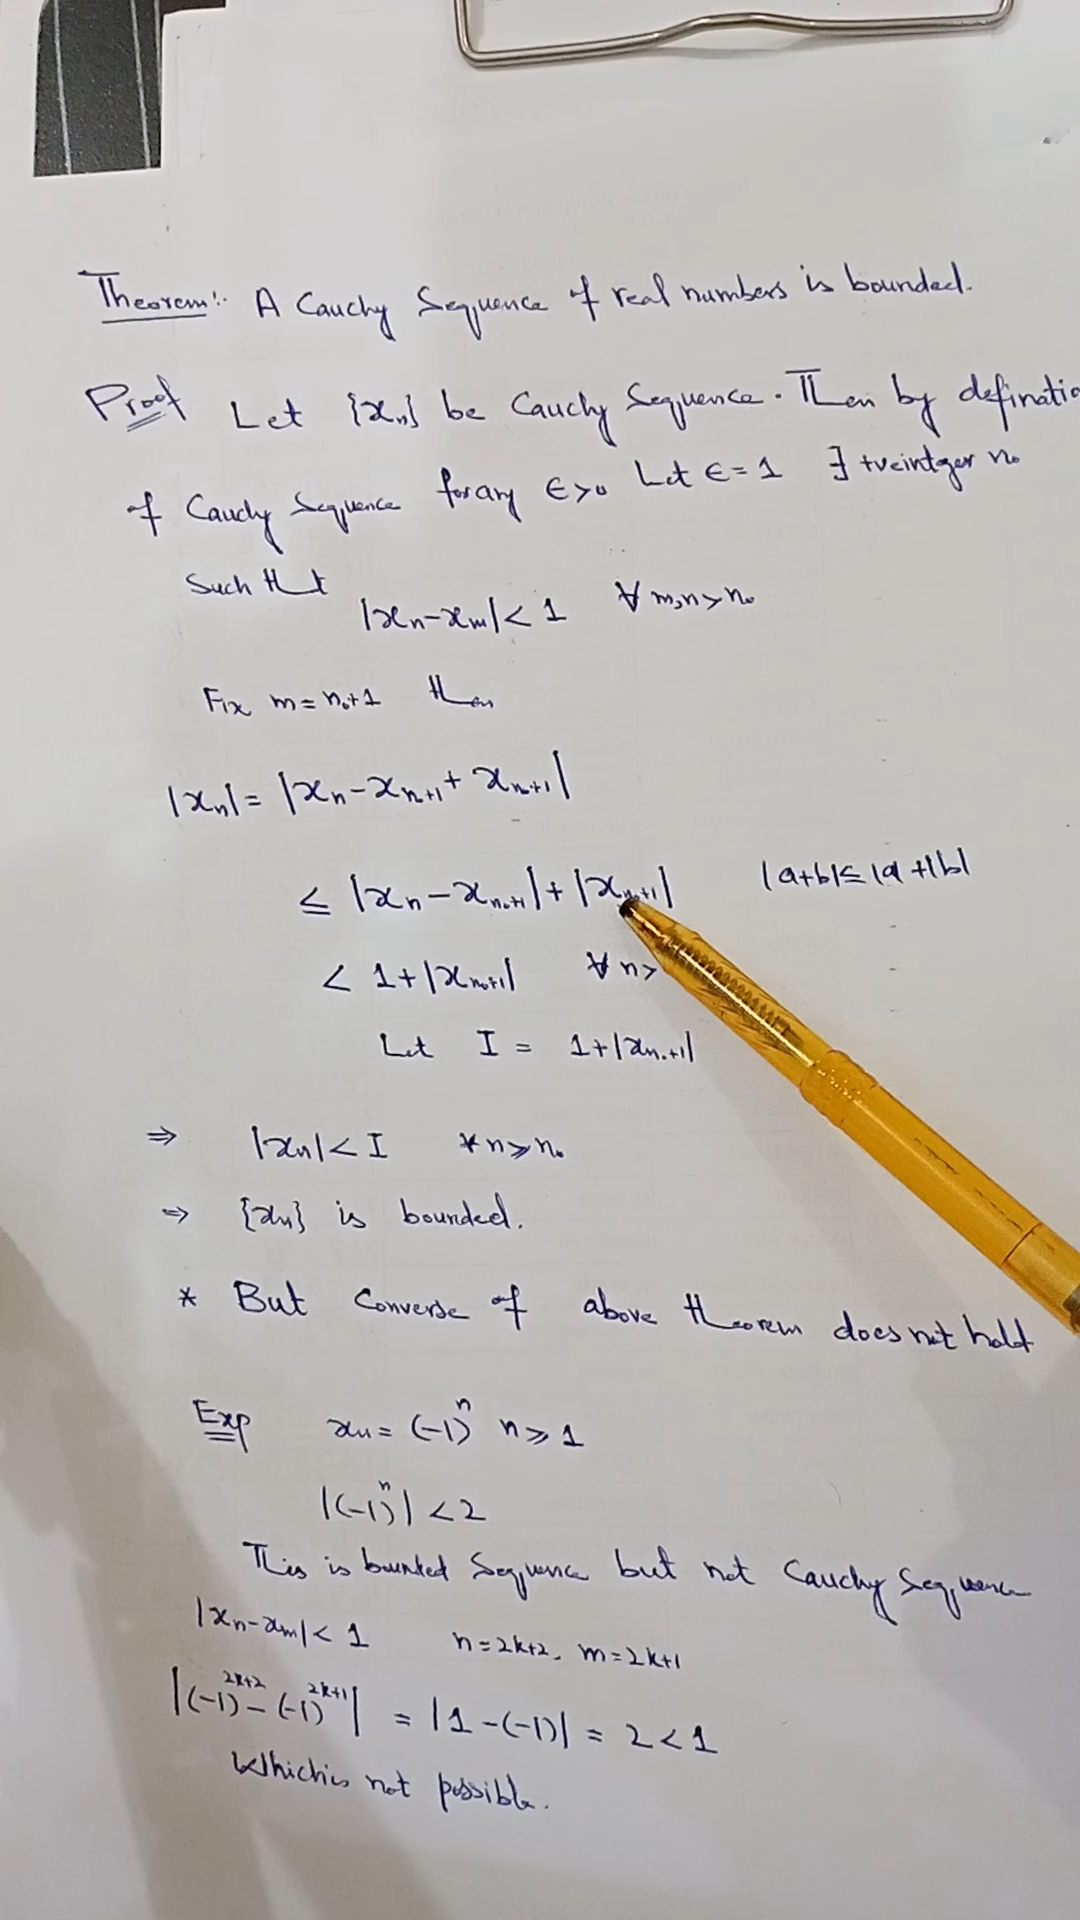 Theorem:. A Cauchy Sequence of real numbers is bounded.
Proof Let {xₙ} be Cauchy Sequence. Then by definatio
of Cauchy Sequence for any ε>0 Let ε=1 ∃ +ve intger n₀
Such that
|xₙ-xₘ|<1 ∀ m,n>n₀
Fix m=n₀+1 then
|xₙ|= |xₙ-xₙ₀₊₁+xₙ₀₊₁|
≤ |xₙ-xₙ₀₊₁|+|xₙ₀₊₁| |a+b|≤|a|+|b|
< 1+|xₙ₀₊₁| ∀ n>
Let I = 1+|xₙ₀₊₁|
⇒ |xₙ|<I ∀ n≥n₀
⇒ {xₙ} is bounded.
* But Converse of above theorem does not hold
Exp xₙ=(-1)ⁿ n≥1
|(-1)ⁿ| <2
This is bounted Sequence but not Cauchy Sequence
|xₙ-xₘ|<1 n=2k+2, m=2k+1
|(-1)²ᵏ⁺²-(-1)²ᵏ⁺¹| = |1-(-1)| = 2<1
Which is not possible.